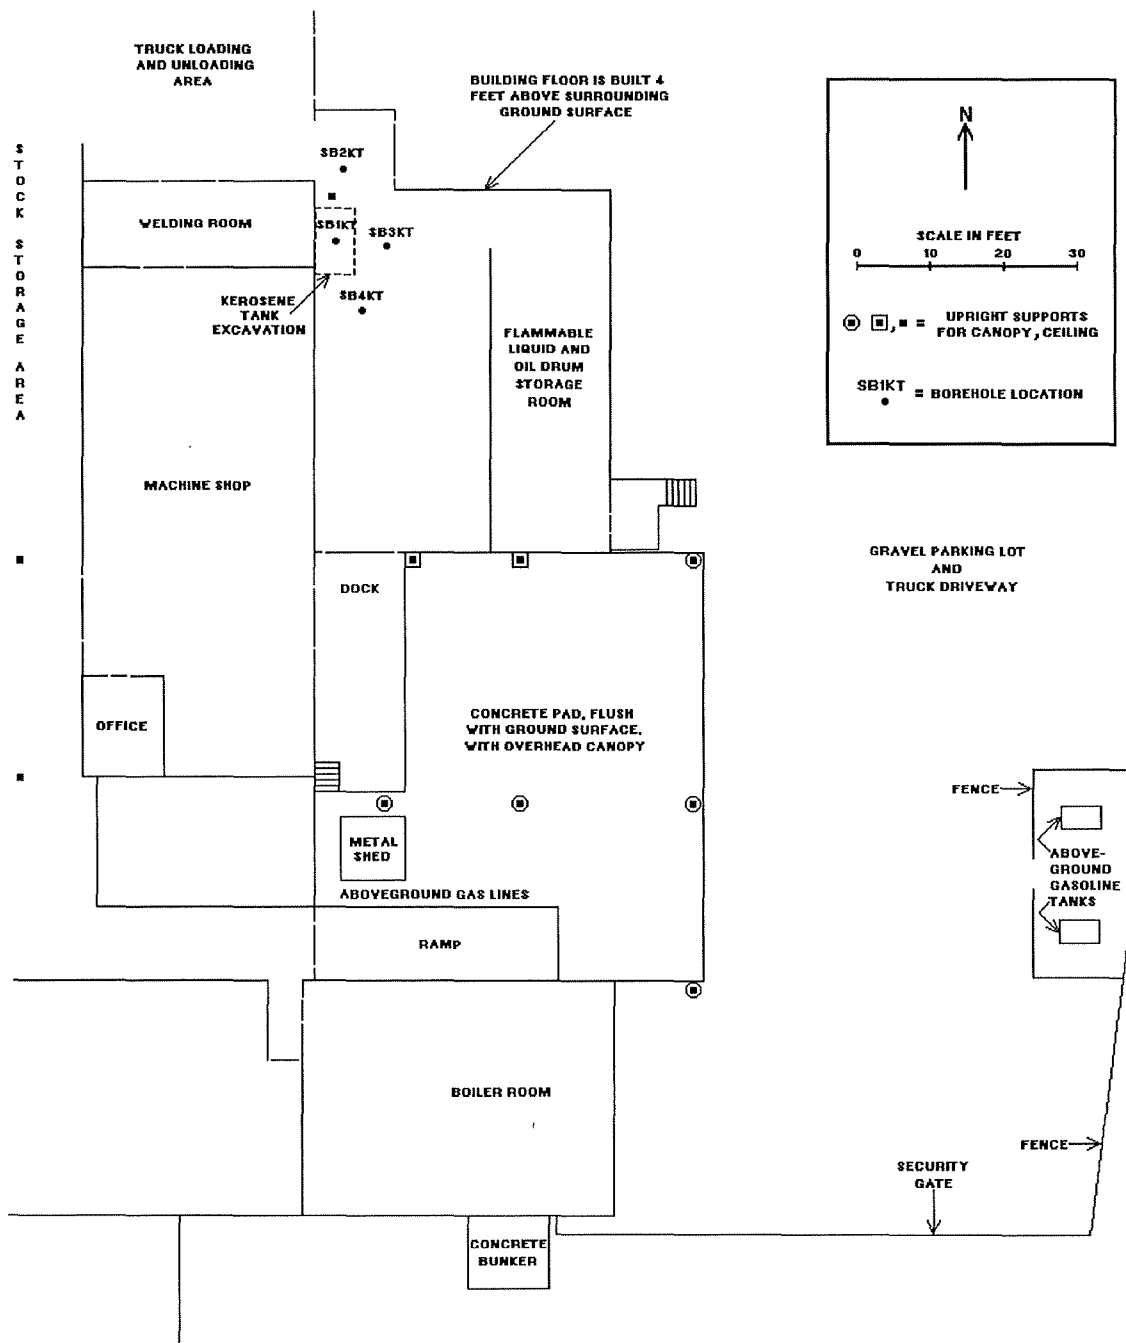 TRUCK LOADING
AND UNLOADING
AREA
BUILDING FLOOR IS BUILT 4
FEET ABOVE SURROUNDING
GROUND SURFACE
STOCK STORAGE AREA
N
SCALE IN FEET
0 10 20 30
UPRIGHT SUPPORTS
, = FOR CANOPY, CEILING
SB1KT = BOREHOLE LOCATION
SB2KT
WELDING ROOM
SB1KT
SB3KT
SB4KT
KEROSENE
TANK
EXCAVATION
FLAMMABLE
LIQUID AND
OIL DRUM
STORAGE
ROOM
MACHINE SHOP
GRAVEL PARKING LOT
AND
TRUCK DRIVEWAY
DOCK
OFFICE
CONCRETE PAD, FLUSH
WITH GROUND SURFACE,
WITH OVERHEAD CANOPY
FENCE
METAL
SHED
ABOVE-
GROUND
GASOLINE
TANKS
ABOVEGROUND GAS LINES
RAMP
BOILER ROOM
FENCE
SECURITY
GATE
CONCRETE
BUNKER